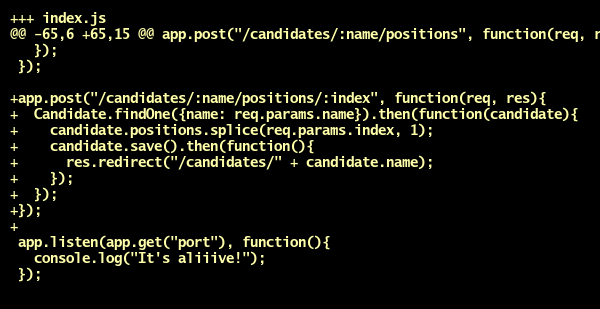 +++ index.js
@@ -65,6 +65,15 @@ app.post("/candidates/:name/positions", function(req, r
   });
 });

+app.post("/candidates/:name/positions/:index", function(req, res){
+  Candidate.findOne({name: req.params.name}).then(function(candidate){
+    candidate.positions.splice(req.params.index, 1);
+    candidate.save().then(function(){
+      res.redirect("/candidates/" + candidate.name);
+    });
+  });
+});
+
 app.listen(app.get("port"), function(){
   console.log("It's aliiive!");
 });